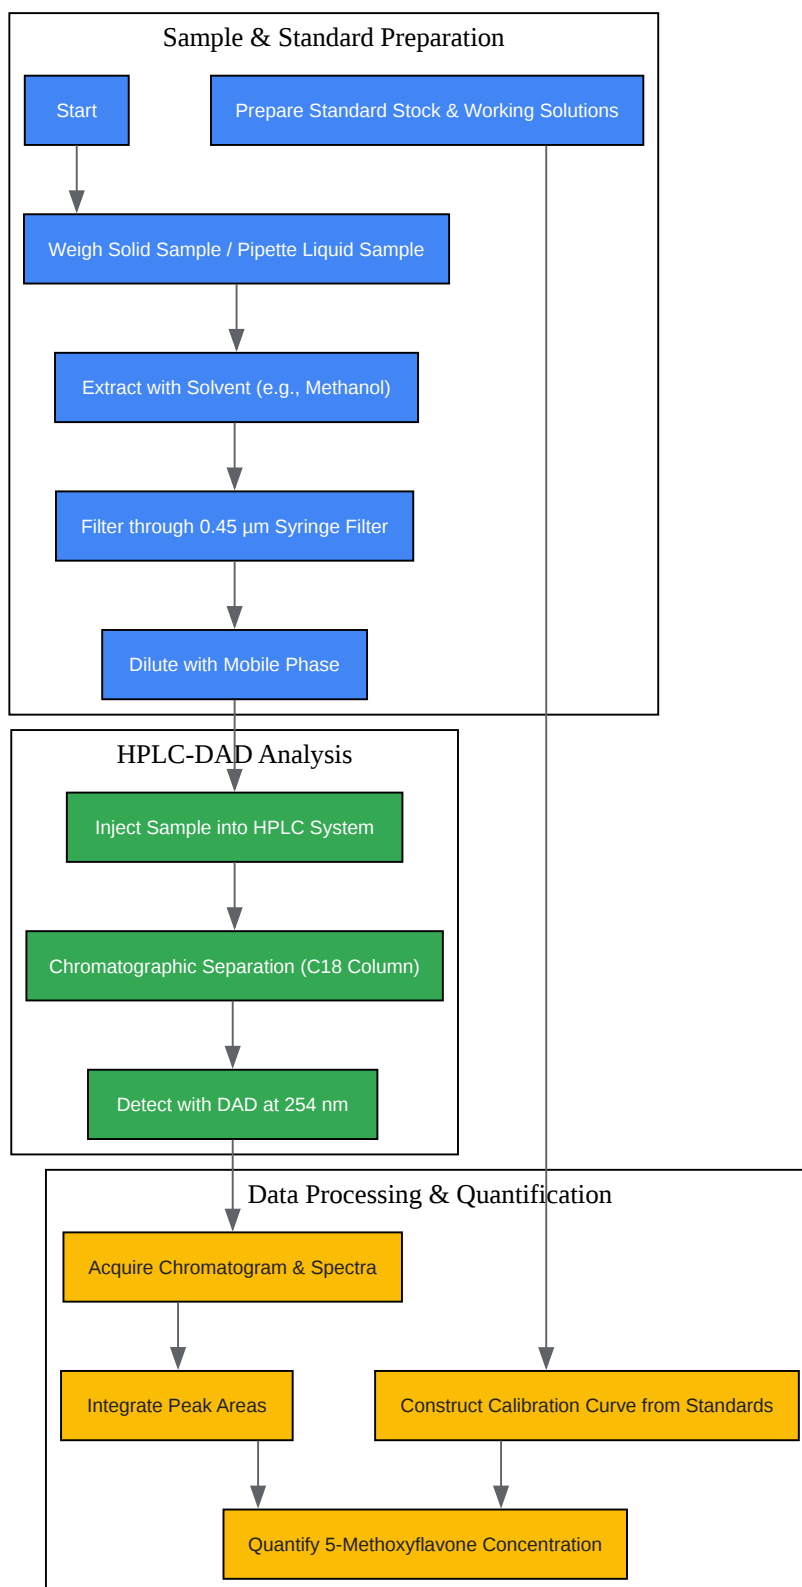 Sample & Standard Preparation
Start
Prepare Standard Stock & Working Solutions
Weigh Solid Sample / Pipette Liquid Sample
Extract with Solvent (e.g., Methanol)
Filter through 0.45 µm Syringe Filter
Dilute with Mobile Phase
HPLC-DAD Analysis
Inject Sample into HPLC System
Chromatographic Separation (C18 Column)
Detect with DAD at 254 nm
Data Processing & Quantification
Acquire Chromatogram & Spectra
Integrate Peak Areas
Construct Calibration Curve from Standards
Quantify 5-Methoxyflavone Concentration